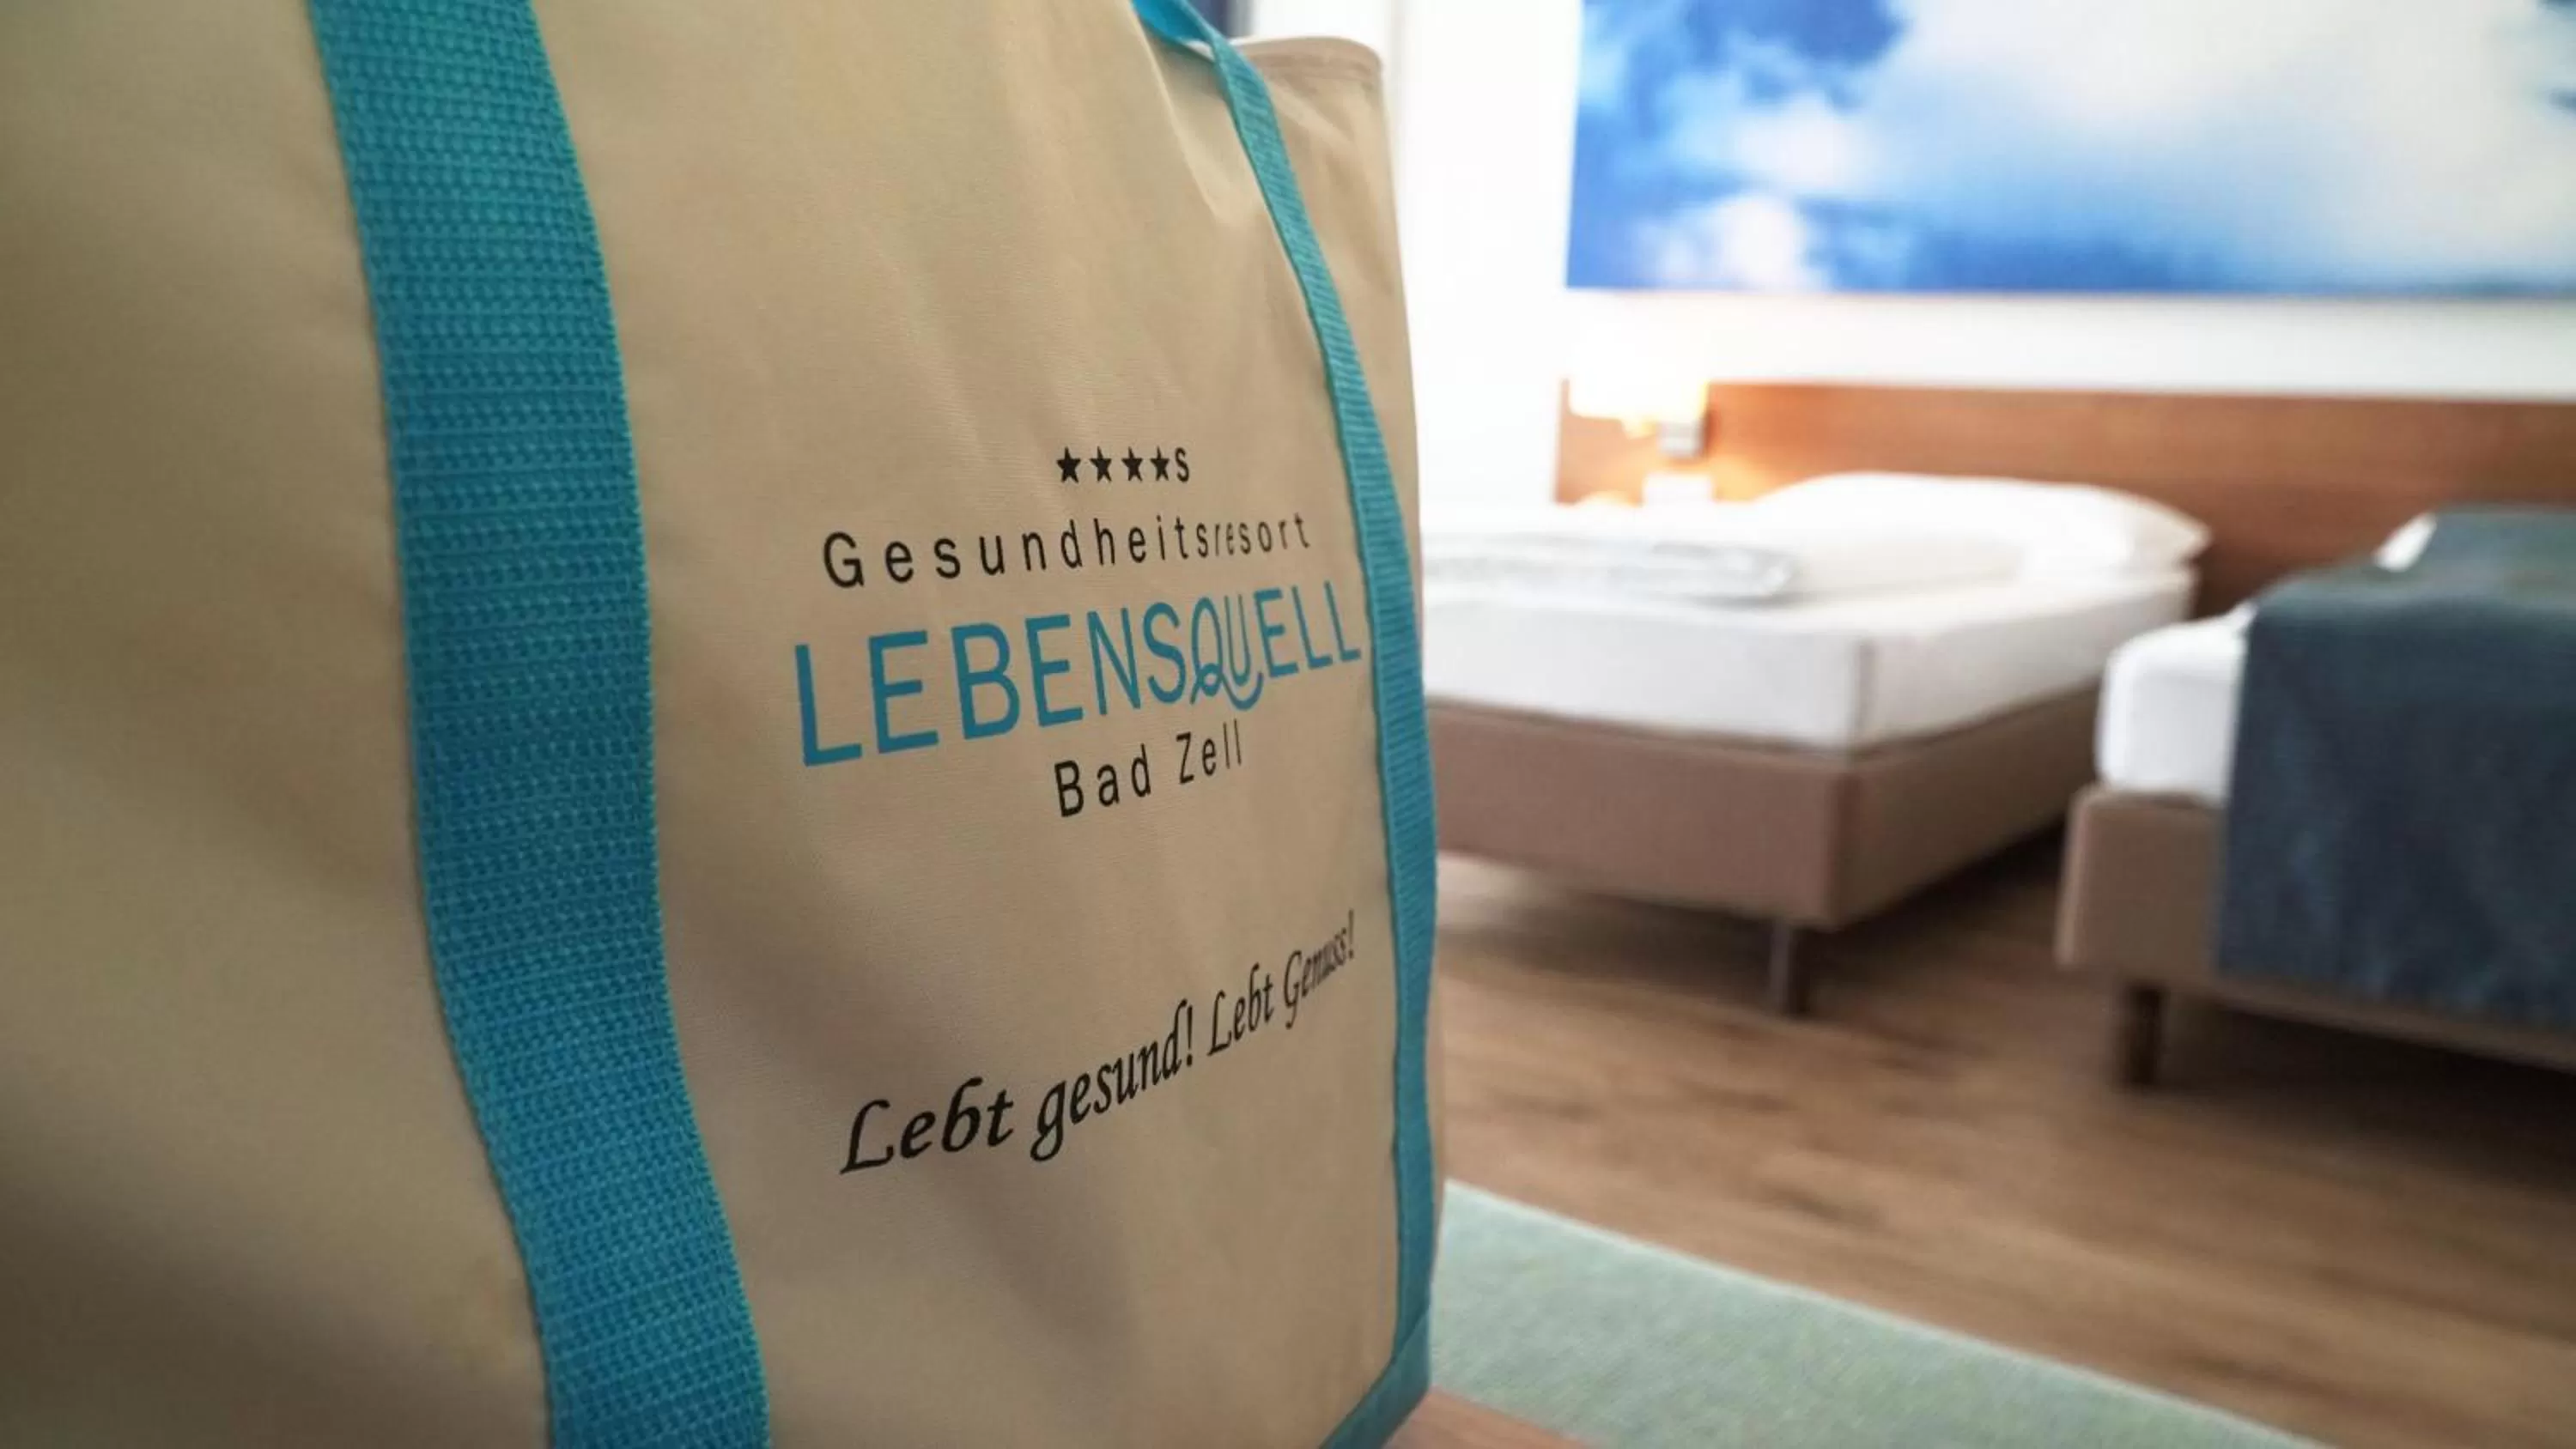 ★★★★S
Gesundheitsresort
LEBENSQUELL
Bad Zell
Lebt gesund! Lebt Genuss!